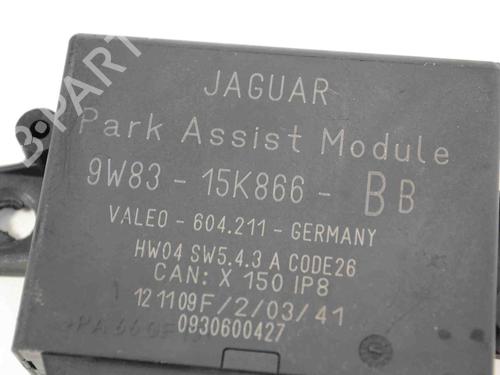 JAGUAR
Park Assist Module
9W83 - 15K866 - BB
VALEO - 604.211 - GERMANY
HW04 SW5.4.3 A CODE26
CAN: X 150 IP8
121109F/2/03/41
0930600427